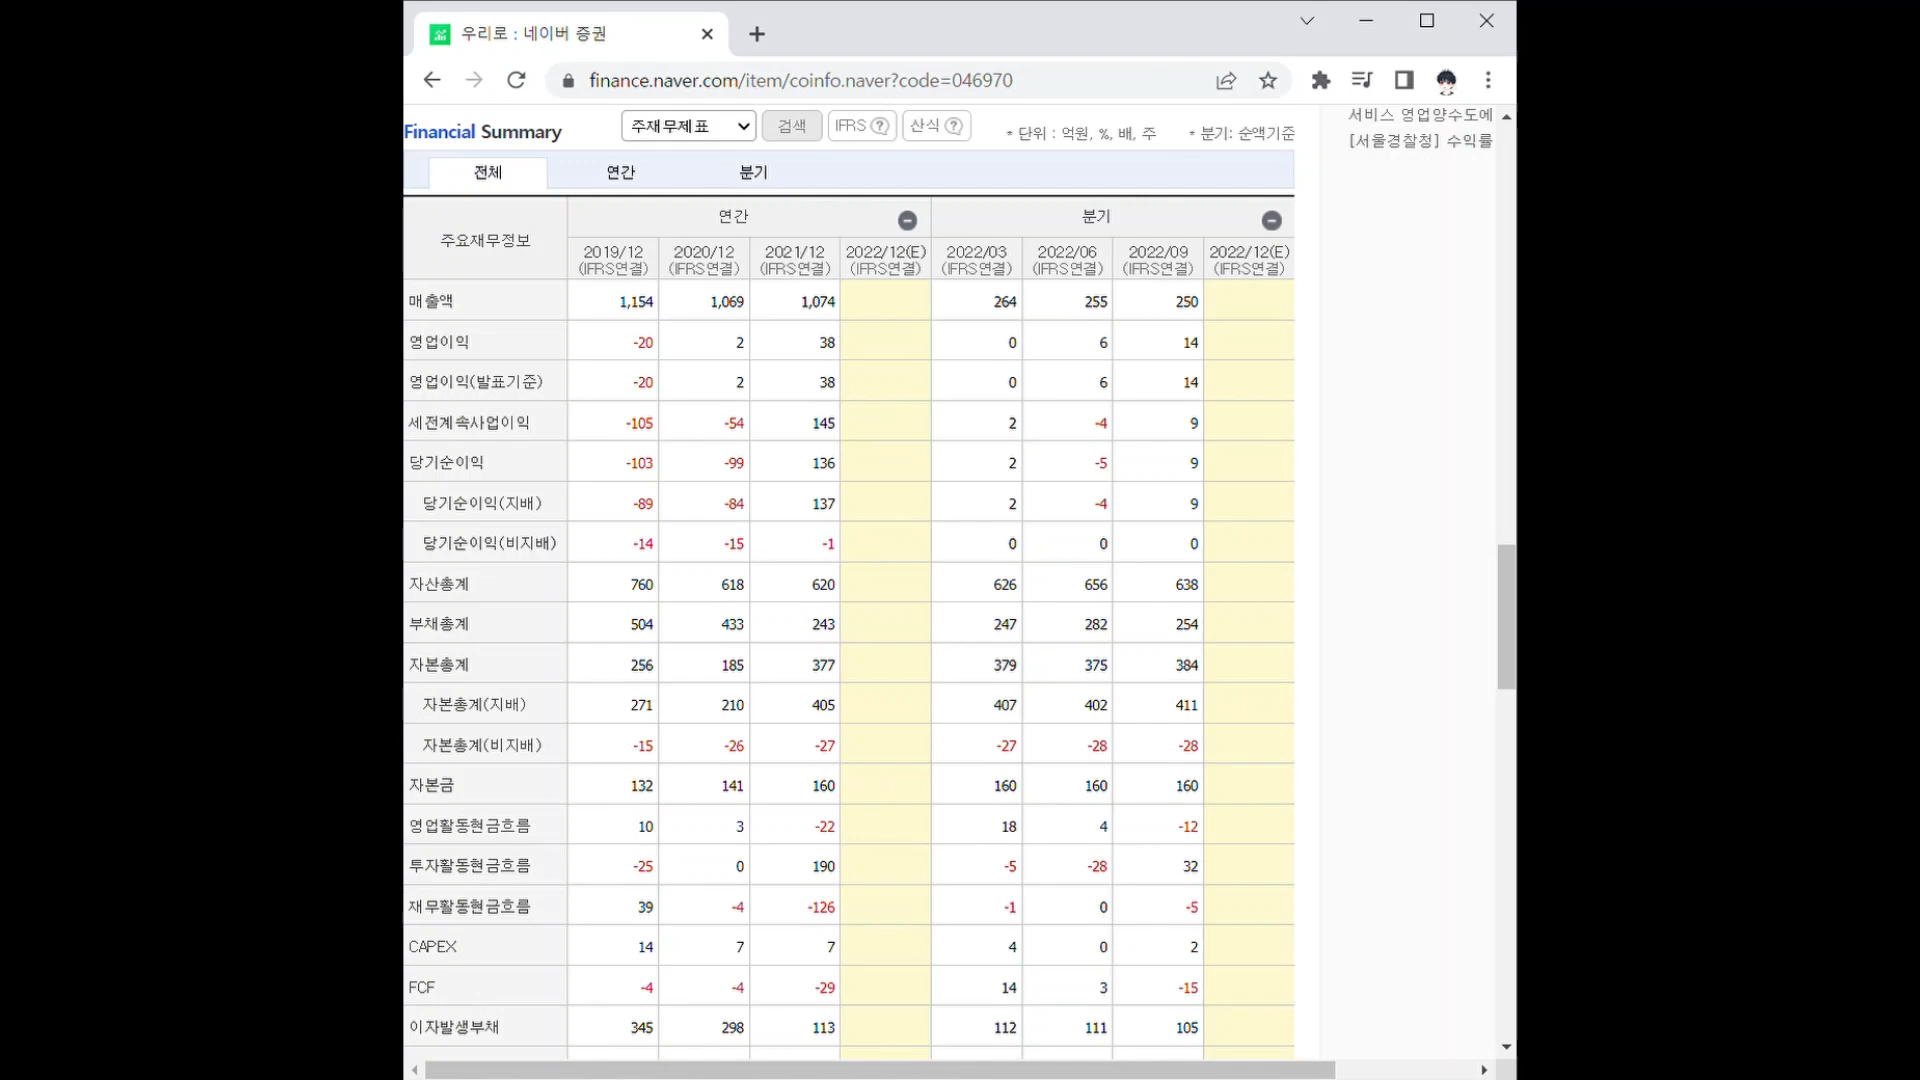 우리로 : 네이버 증권
finance.naver.com/item/coinfo.naver?code=046970
서비스 영업양수도에
[서울경찰청] 수익률
Financial Summary 주재무제표 검색 IFRS ? 산식 ? * 단위 : 억원, %, 배, 주 * 분기: 순액기준
전체 연간 분기
주요재무정보 연간 분기
2019/12 2020/12 2021/12 2022/12(E) 2022/03 2022/06 2022/09 2022/12(E)
(IFRS연결) (IFRS연결) (IFRS연결) (IFRS연결) (IFRS연결) (IFRS연결) (IFRS연결) (IFRS연결)
매출액 1,154 1,069 1,074 264 255 250
영업이익 -20 2 38 0 6 14
영업이익(발표기준) -20 2 38 0 6 14
세전계속사업이익 -105 -54 145 2 -4 9
당기순이익 -103 -99 136 2 -5 9
당기순이익(지배) -89 -84 137 2 -4 9
당기순이익(비지배) -14 -15 -1 0 0 0
자산총계 760 618 620 626 656 638
부채총계 504 433 243 247 282 254
자본총계 256 185 377 379 375 384
자본총계(지배) 271 210 405 407 402 411
자본총계(비지배) -15 -26 -27 -27 -28 -28
자본금 132 141 160 160 160 160
영업활동현금흐름 10 3 -22 18 4 -12
투자활동현금흐름 -25 0 190 -5 -28 32
재무활동현금흐름 39 -4 -126 -1 0 -5
CAPEX 14 7 7 4 0 2
FCF -4 -4 -29 14 3 -15
이자발생부채 345 298 113 112 111 105